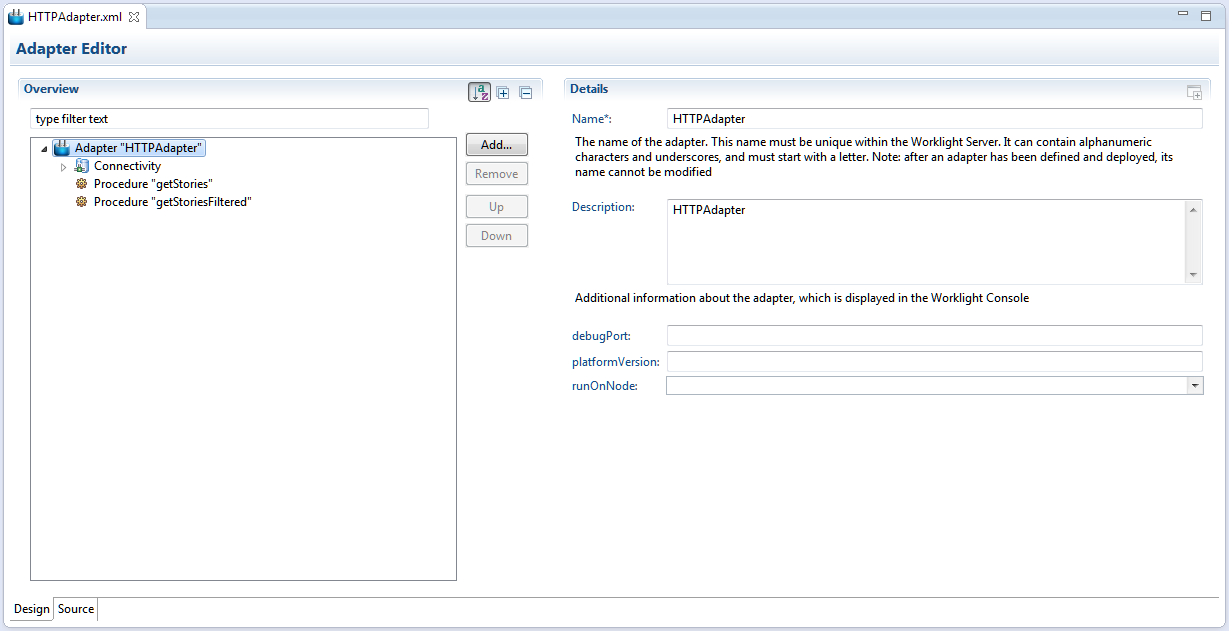 HTTPAdapter.xml
Adapter Editor
Overview
type filter text
Adapter "HTTPAdapter"
Connectivity
Procedure "getStories"
Procedure "getStoriesFiltered"
Add...
Remove
Up
Down
Details
Name*:
HTTPAdapter
The name of the adapter. This name must be unique within the Worklight Server. It can contain alphanumeric
characters and underscores, and must start with a letter. Note: after an adapter has been defined and deployed, its
name cannot be modified
Description:
HTTPAdapter
Additional information about the adapter, which is displayed in the Worklight Console
debugPort:
platformVersion:
runOnNode:
Design
Source